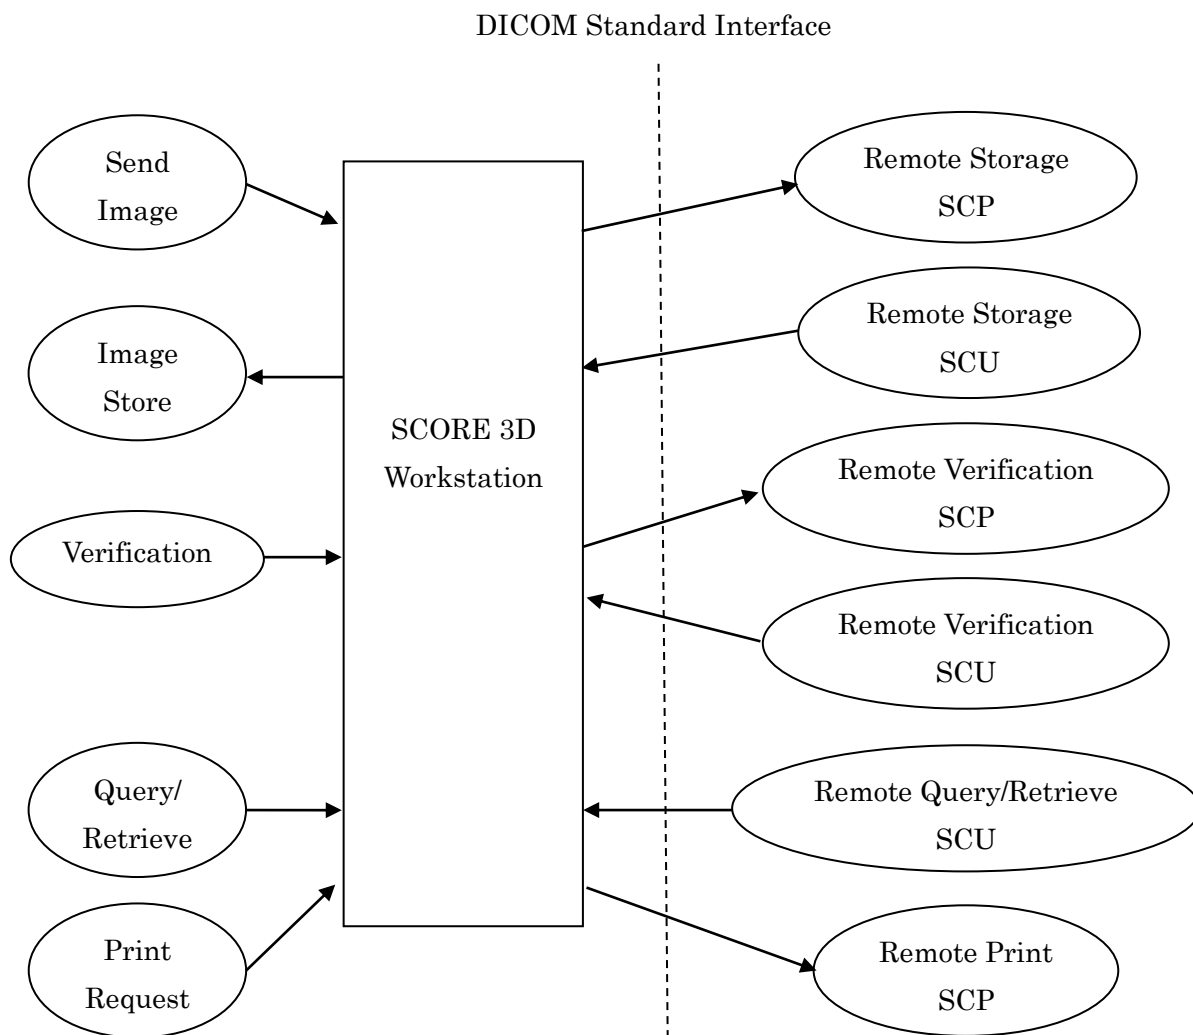 DICOM Standard Interface
Send
Image
Remote Storage
SCP
Image
Store
Remote Storage
SCU
SCORE 3D
Workstation
Remote Verification
SCP
Verification
Remote Verification
SCU
Query/
Retrieve
Remote Query/Retrieve
SCU
Print
Request
Remote Print
SCP